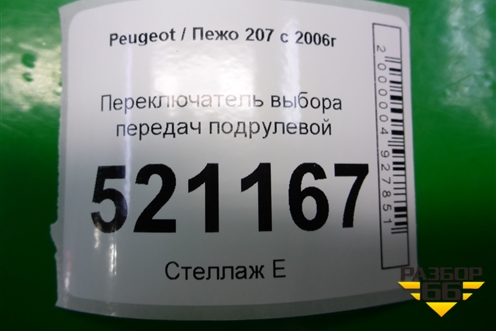 Peugeot / Пежо 207 с 2006г
Переключатель выбора
передач подрулевой
521167
Стеллаж Е
2000004927851
РАЗБОР
66